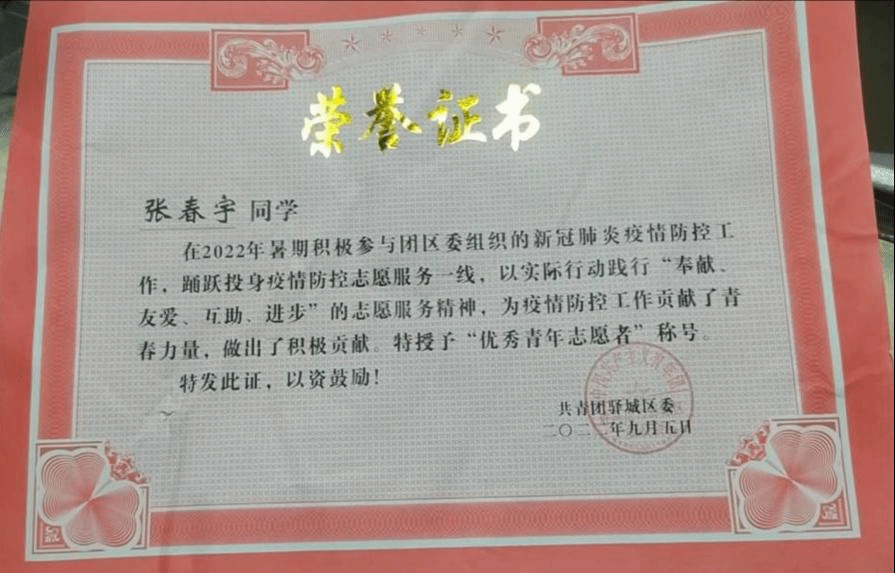 荣誉证书
张春宇 同学
在2022年暑期积极参与团区委组织的新冠肺炎疫情防控工
作，踊跃投身疫情防控志愿服务一线，以实际行动践行“奉献、
友爱、互助、进步”的志愿服务精神，为疫情防控工作贡献了青
春力量，做出了积极贡献。特授予“优秀青年志愿者”称号。
特发此证，以资鼓励！
共青团驿城区委
二〇二二年九月五日